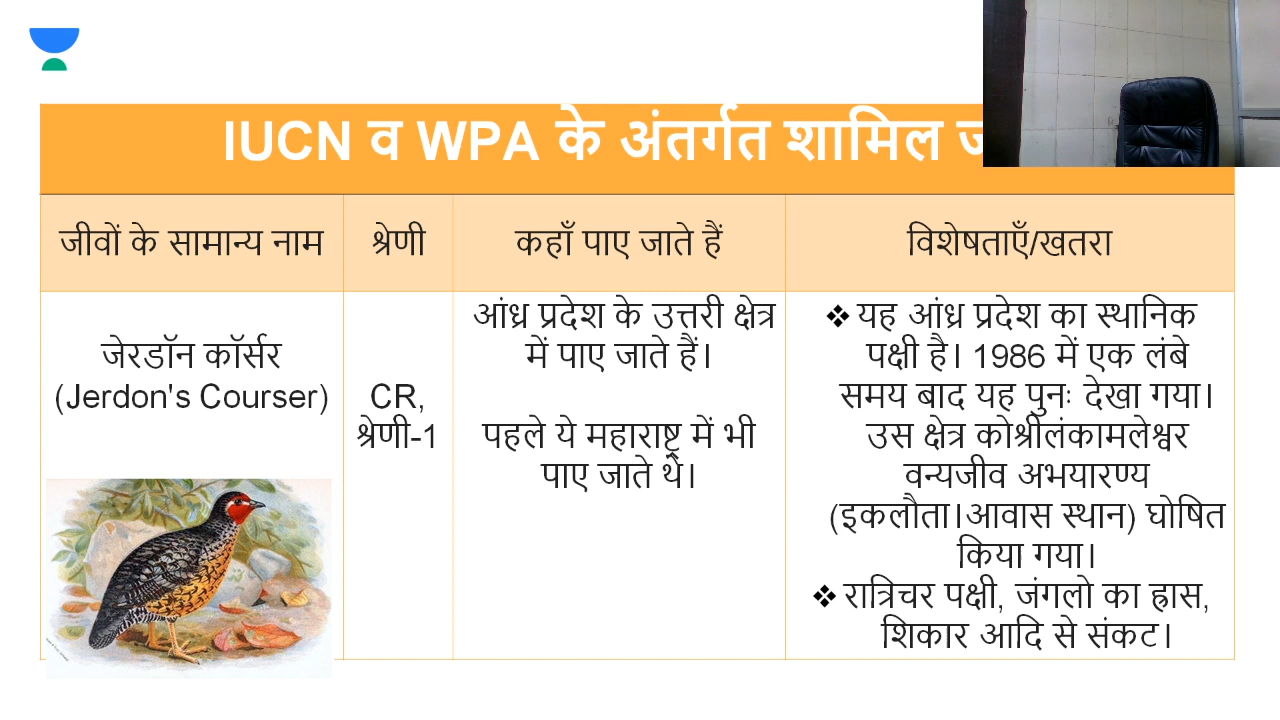 IUCN व WPA के अंतर्गत शामिल
जीवों के सामान्य नाम
श्रेणी
कहाँ पाए जाते हैं
विशेषताएँ/खतरा
जेरडॉन कॉर्सर
(Jerdon's Courser)
CR,
श्रेणी-1
आंध्र प्रदेश के उत्तरी क्षेत्र
में पाए जाते हैं।
पहले ये महाराष्ट्र में भी
पाए जाते थे।
❖ यह आंध्र प्रदेश का स्थानिक
पक्षी है। 1986 में एक लंबे
समय बाद यह पुनः देखा गया।
उस क्षेत्र कोश्रीलंकामलेश्वर
वन्यजीव अभयारण्य
(इकलौता।आवास स्थान) घोषित
किया गया।
❖ रात्रिचर पक्षी, जंगलो का ह्रास,
शिकार आदि से संकट।